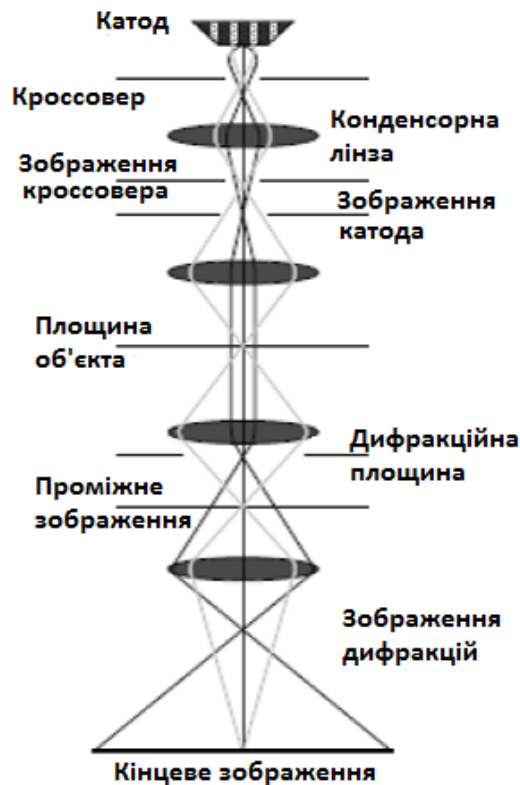 Катод
Кроссовер
Конденсорна
лінза
Зображення
кроссовера
Зображення
катода
Площина
об'єкта
Дифракційна
площина
Проміжне
зображення
Зображення
дифракцій
Кінцеве зображення